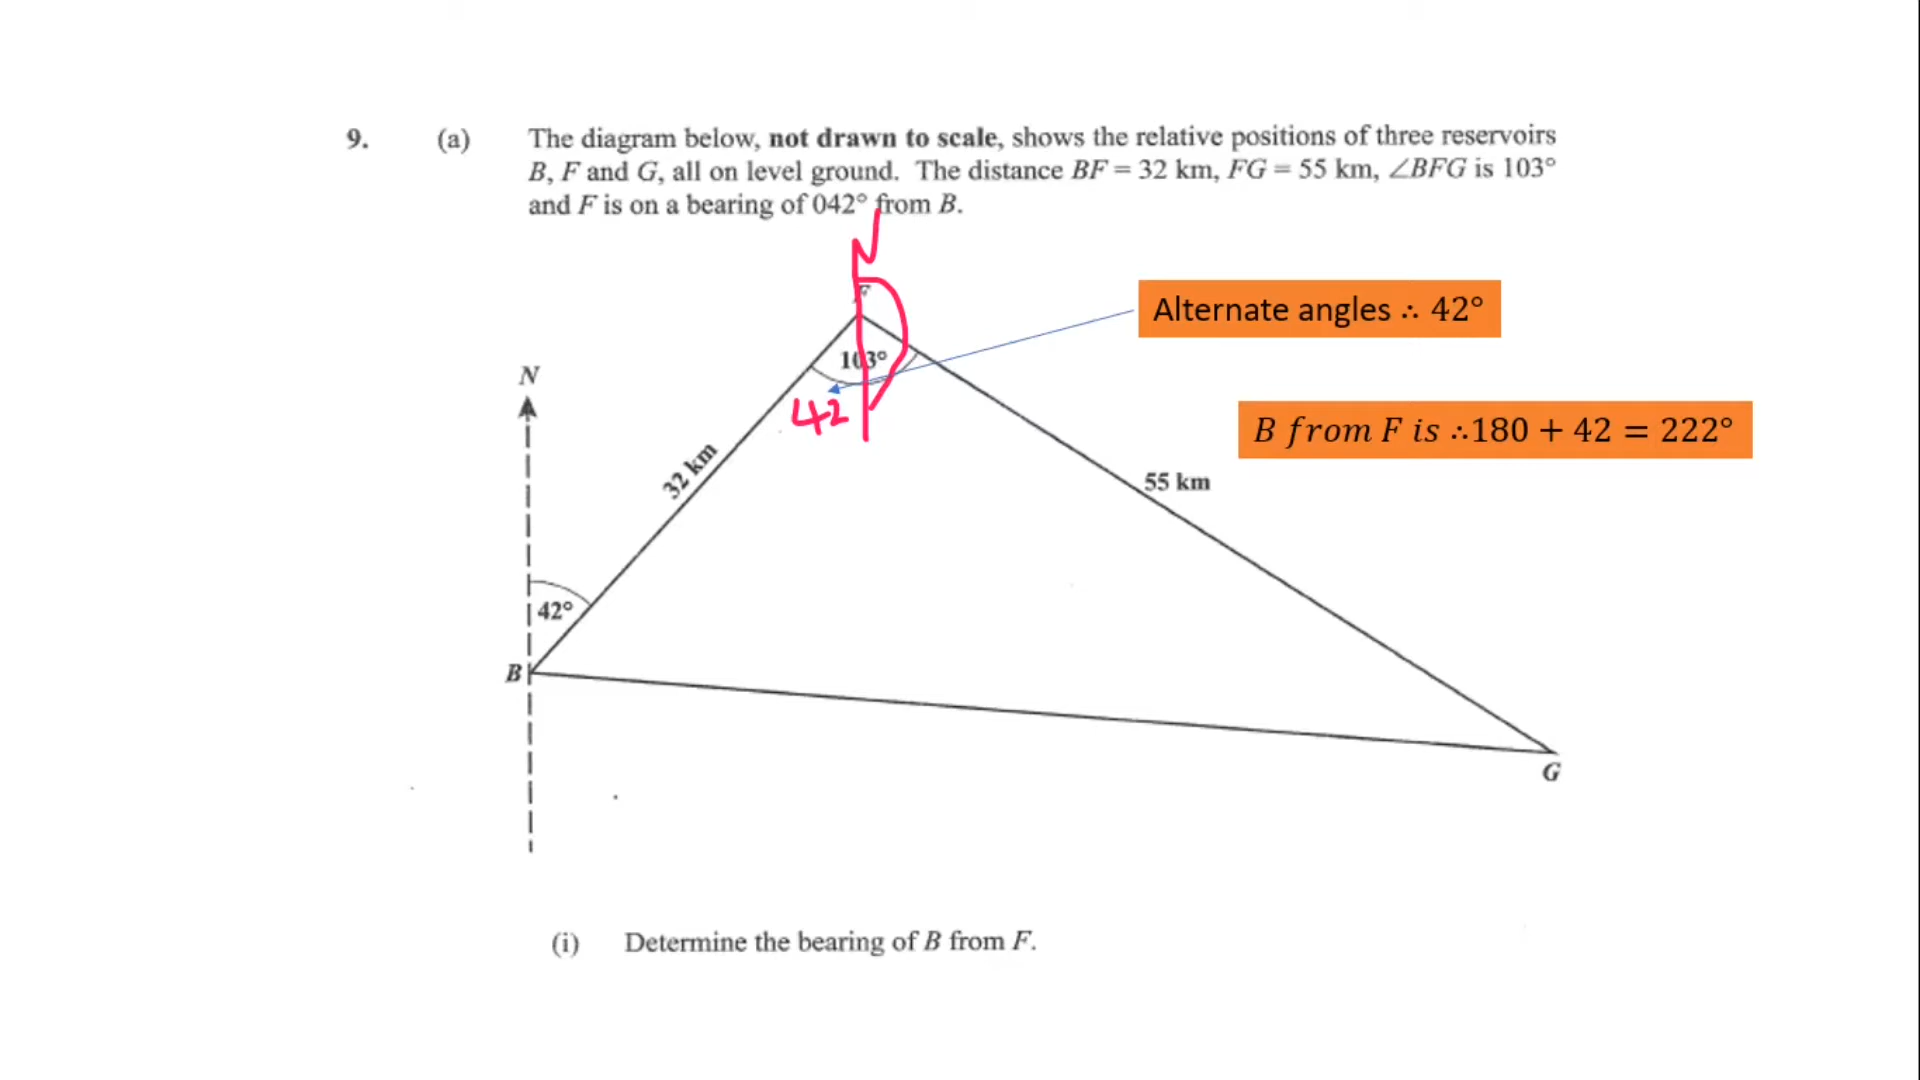 9. (a) The diagram below, not drawn to scale, shows the relative positions of three reservoirs
B, F and G, all on level ground. The distance BF = 32 km, FG = 55 km, ∠BFG is 103°
and F is on a bearing of 042° from B.
N
F
Alternate angles ∴ 42°
103°
N
42
B from F is ∴180 + 42 = 222°
32 km
55 km
42°
B
G
(i) Determine the bearing of B from F.